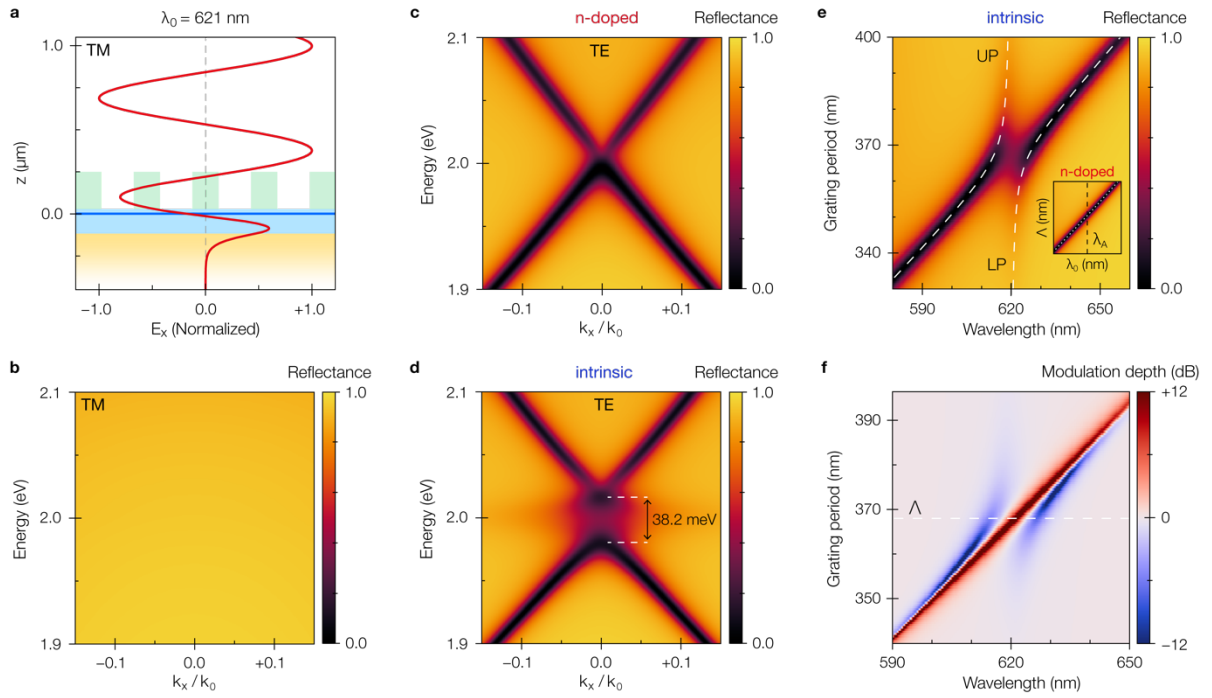 a
λ₀ = 621 nm
TM
1.0
0.0
z (µm)
-1.0
0.0
+1.0
Eₓ (Normalized)
b
Reflectance
TM
2.1
2.0
1.9
Energy (eV)
-0.1
0.0
+0.1
kₓ / k₀
1.0
0.0
c
n-doped
Reflectance
TE
2.1
2.0
1.9
Energy (eV)
-0.1
0.0
+0.1
kₓ / k₀
1.0
0.0
d
intrinsic
Reflectance
TE
38.2 meV
2.1
2.0
1.9
Energy (eV)
-0.1
0.0
+0.1
kₓ / k₀
1.0
0.0
e
intrinsic
Reflectance
UP
LP
400
370
340
Grating period (nm)
590
620
650
Wavelength (nm)
n-doped
Λ (nm)
λ_A
λ₀ (nm)
1.0
0.0
f
Modulation depth (dB)
Λ
390
370
350
Grating period (nm)
590
620
650
Wavelength (nm)
+12
0
−12